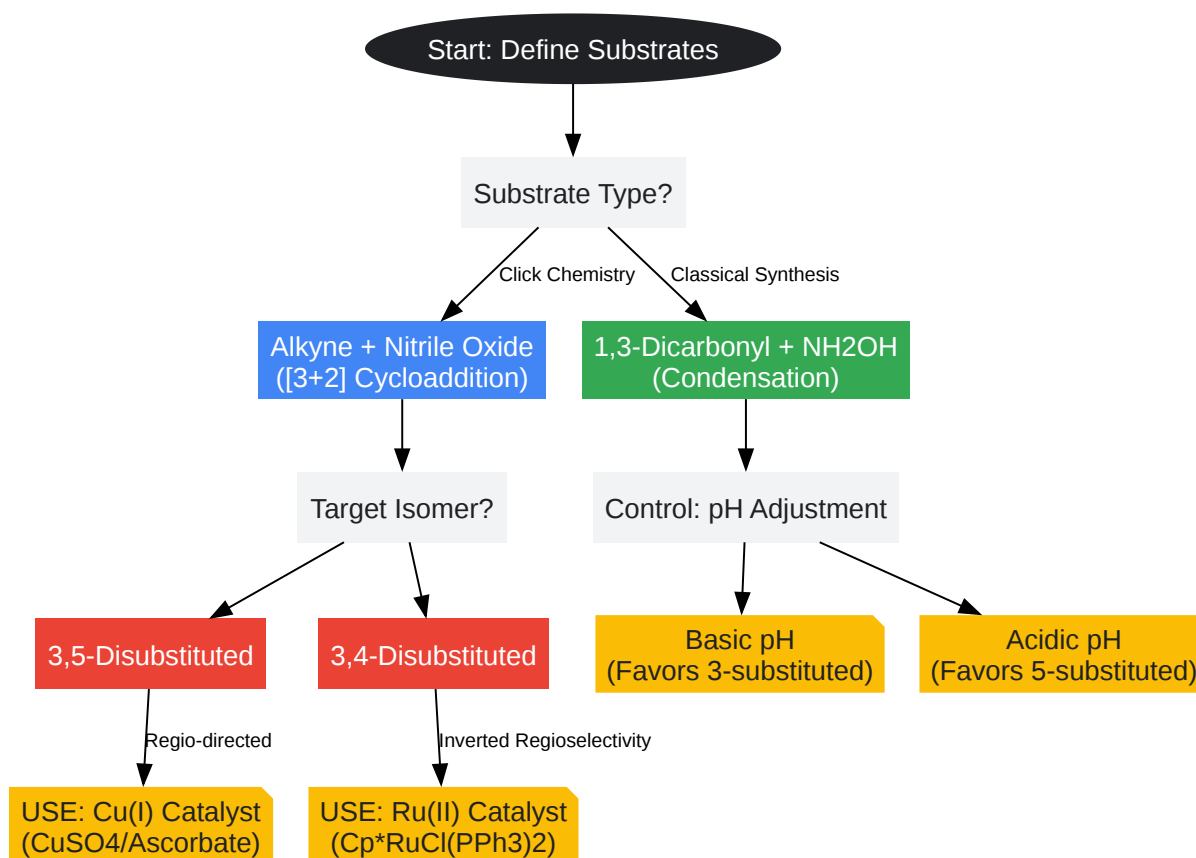 Start: Define Substrates
Substrate Type?
Click Chemistry
Classical Synthesis
Alkyne + Nitrile Oxide
([3+2] Cycloaddition)
1,3-Dicarbonyl + NH2OH
(Condensation)
Target Isomer?
Control: pH Adjustment
3,5-Disubstituted
3,4-Disubstituted
Basic pH
(Favors 3-substituted)
Acidic pH
(Favors 5-substituted)
Regio-directed
Inverted Regioselectivity
USE: Cu(I) Catalyst
(CuSO4/Ascorbate)
USE: Ru(II) Catalyst
(Cp*RuCl(PPh3)2)